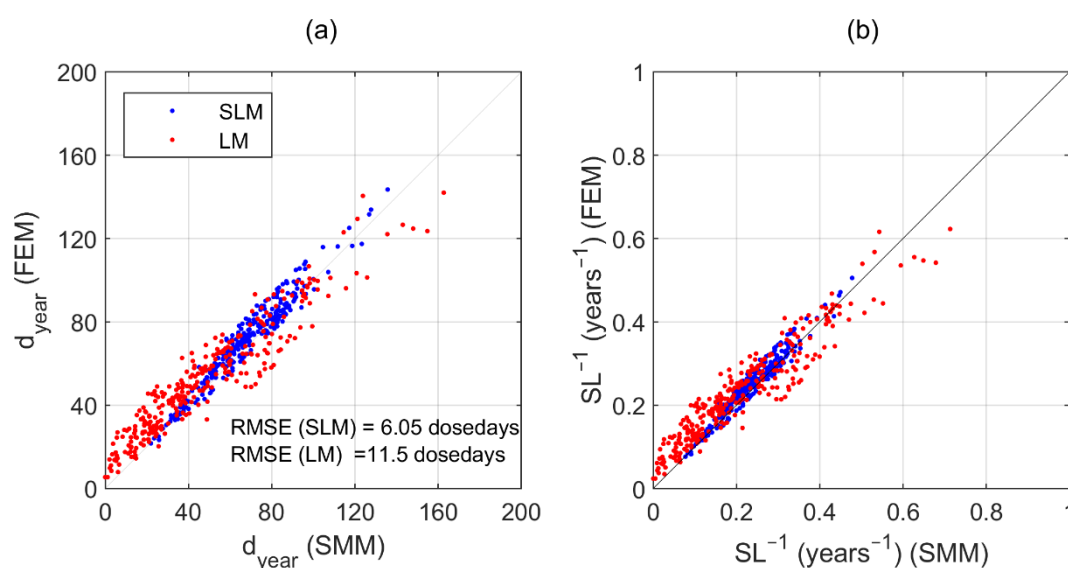 (a)
200
160
120
80
40
0
0
40
80
120
160
200
d_year (FEM)
d_year (SMM)
SLM
LM
RMSE (SLM) = 6.05 dosedays
RMSE (LM) =11.5 dosedays
(b)
1
0.8
0.6
0.4
0.2
0
0
0.2
0.4
0.6
0.8
1
SL⁻¹ (years⁻¹) (FEM)
SL⁻¹ (years⁻¹) (SMM)